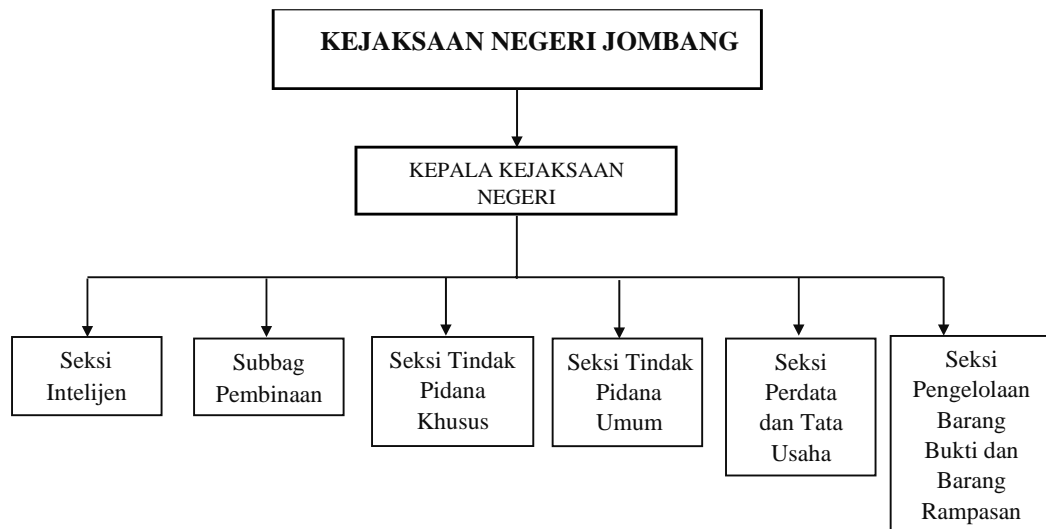 KEJAKSAAN NEGERI JOMBANG
KEPALA KEJAKSAAN
NEGERI
Seksi
Intelijen
Subbag
Pembinaan
Seksi Tindak
Pidana
Khusus
Seksi Tindak
Pidana
Umum
Seksi
Perdata
dan Tata
Usaha
Seksi
Pengelolaan
Barang
Bukti dan
Barang
Rampasan